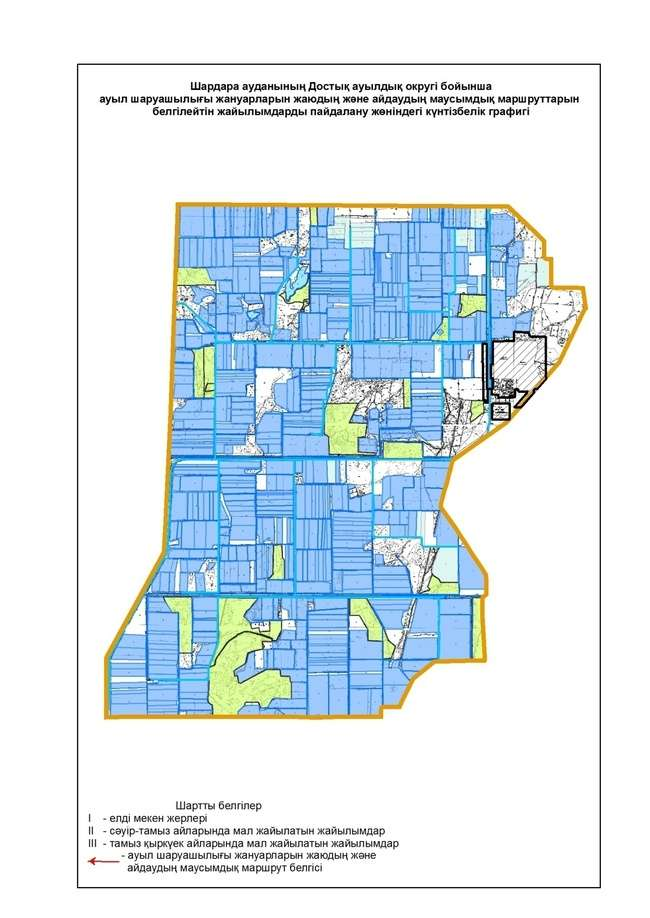 Шардара ауданының Достық ауылдық округі бойынша
ауыл шаруашылығы жануарларын жаюдың және айдаудың маусымдық маршруттарын
белгілейтін жайылымдарды пайдалану жөніндегі күнтізбелік графигі
Шартты белгілер
I - елді мекен жерлері
II - сәуір-тамыз айларында мал жайылатын жайылымдар
III - тамыз қыркүек айларында мал жайылатын жайылымдар
- ауыл шаруашылығы жануарларын жаюдың және
айдаудың маусымдық маршрут белгісі